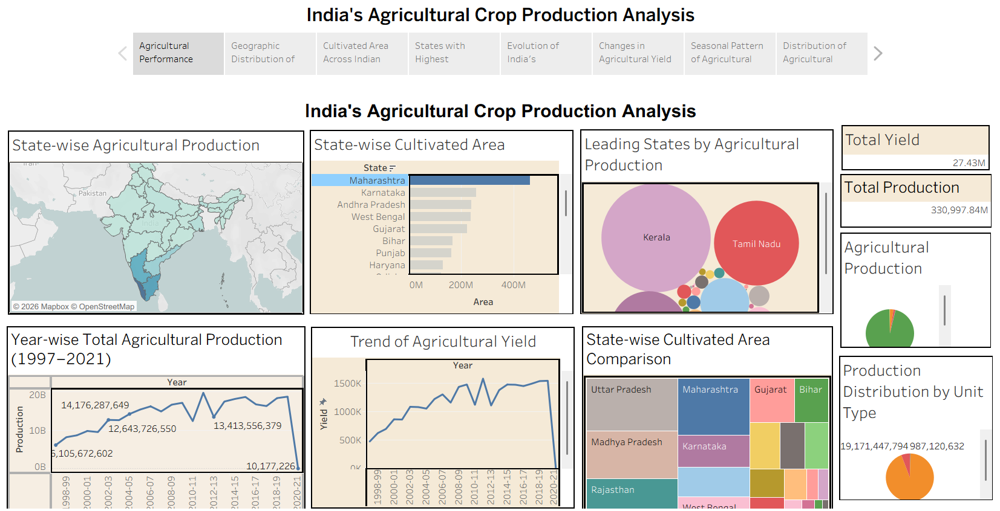 India's Agricultural Crop Production Analysis
Agricultural
Performance
Geographic
Distribution of
Cultivated Area
Across Indian
States with
Highest
Evolution of
India's
Changes in
Agricultural Yield
Seasonal Pattern
of Agricultural
Distribution of
Agricultural
India's Agricultural Crop Production Analysis
State-wise Agricultural Production
Iran
Pakistan
India
© 2026 Mapbox © OpenStreetMap
State-wise Cultivated Area
State
Maharashtra
Karnataka
Andhra Pradesh
West Bengal
Gujarat
Bihar
Punjab
Haryana
0M 200M 400M
Area
Leading States by Agricultural
Production
Kerala
Tamil Nadu
Total Yield
27.43M
Total Production
330,997.84M
Agricultural
Production
Year-wise Total Agricultural Production
(1997–2021)
Year
Production
20B
10B
0B
14,176,287,649
12,643,726,550
13,413,556,379
6,105,672,602
10,177,226
1998-99
2000-01
2002-03
2004-05
2006-07
2008-09
2010-11
2012-13
2014-15
2016-17
2018-19
2020-21
Trend of Agricultural Yield
Year
Yield
1500K
1000K
500K
0K
1998-99
2000-01
2002-03
2004-05
2006-07
2008-09
2010-11
2012-13
2014-15
2016-17
2018-19
2020-21
State-wise Cultivated Area
Comparison
Uttar Pradesh
Maharashtra
Gujarat
Bihar
Madhya Pradesh
Karnataka
Rajasthan
West Bengal
Production
Distribution by Unit
Type
19,171,447,794 987,120,632